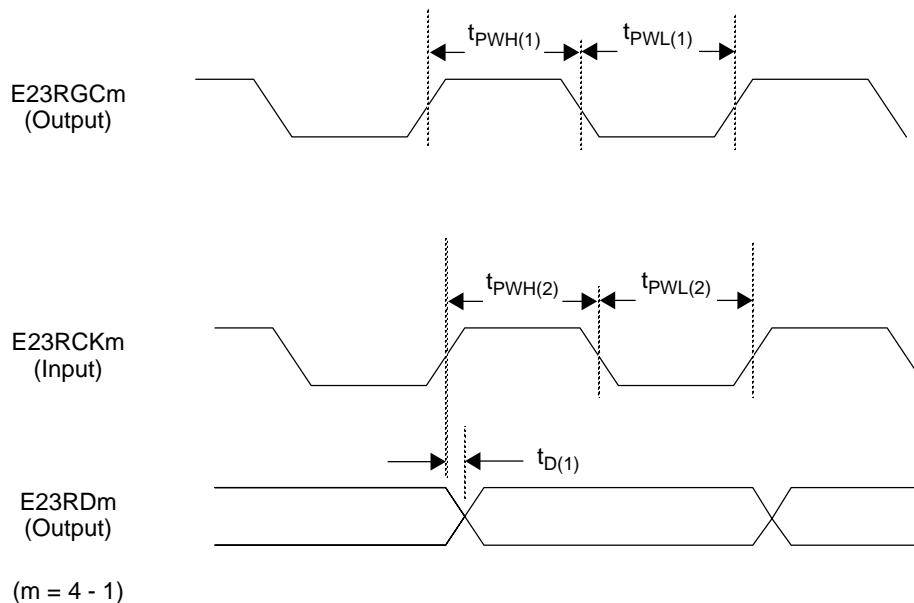 tPWH(1)
tPWL(1)
E23RGCm
(Output)
tPWH(2)
tPWL(2)
E23RCKm
(Input)
tD(1)
E23RDm
(Output)
(m = 4 - 1)